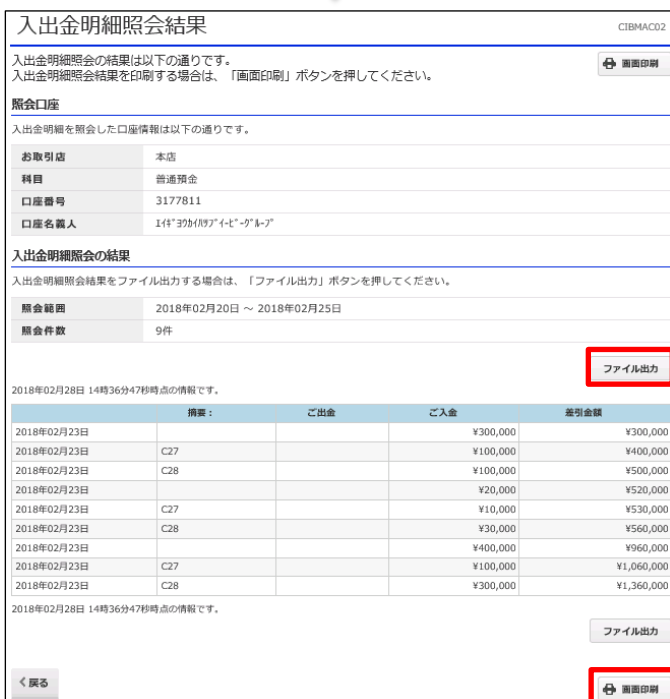 入出金明細照会結果
CIBMAC02
入出金明細照会の結果は以下の通りです。
入出金明細照会結果を印刷する場合は、「画面印刷」ボタンを押してください。
画面印刷
照会口座
入出金明細を照会した口座情報は以下の通りです。
お取引店 本店
科目 普通預金
口座番号 3177811
口座名義人
入出金明細照会の結果
入出金明細照会結果をファイル出力する場合は、「ファイル出力」ボタンを押してください。
照会範囲 2018年02月20日 ～ 2018年02月25日
照会件数 9件
ファイル出力
2018年02月28日 14時36分47秒時点の情報です。
摘要： ご出金 ご入金 差引金額
2018年02月23日 ¥300,000 ¥300,000
2018年02月23日 C27 ¥100,000 ¥400,000
2018年02月23日 C28 ¥100,000 ¥500,000
2018年02月23日 ¥20,000 ¥520,000
2018年02月23日 C27 ¥10,000 ¥530,000
2018年02月23日 C28 ¥30,000 ¥560,000
2018年02月23日 ¥400,000 ¥960,000
2018年02月23日 C27 ¥100,000 ¥1,060,000
2018年02月23日 C28 ¥300,000 ¥1,360,000
2018年02月28日 14時36分47秒時点の情報です。
ファイル出力
戻る
画面印刷